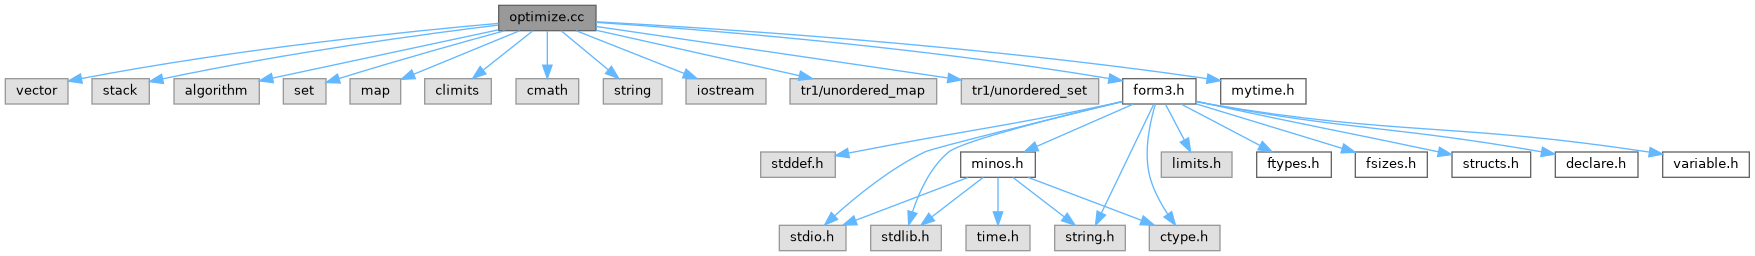 optimize.cc
vector
stack
algorithm
set
map
climits
cmath
string
iostream
tr1/unordered_map
tr1/unordered_set
form3.h
mytime.h
stddef.h
minos.h
limits.h
ftypes.h
fsizes.h
structs.h
declare.h
variable.h
stdio.h
stdlib.h
time.h
string.h
ctype.h